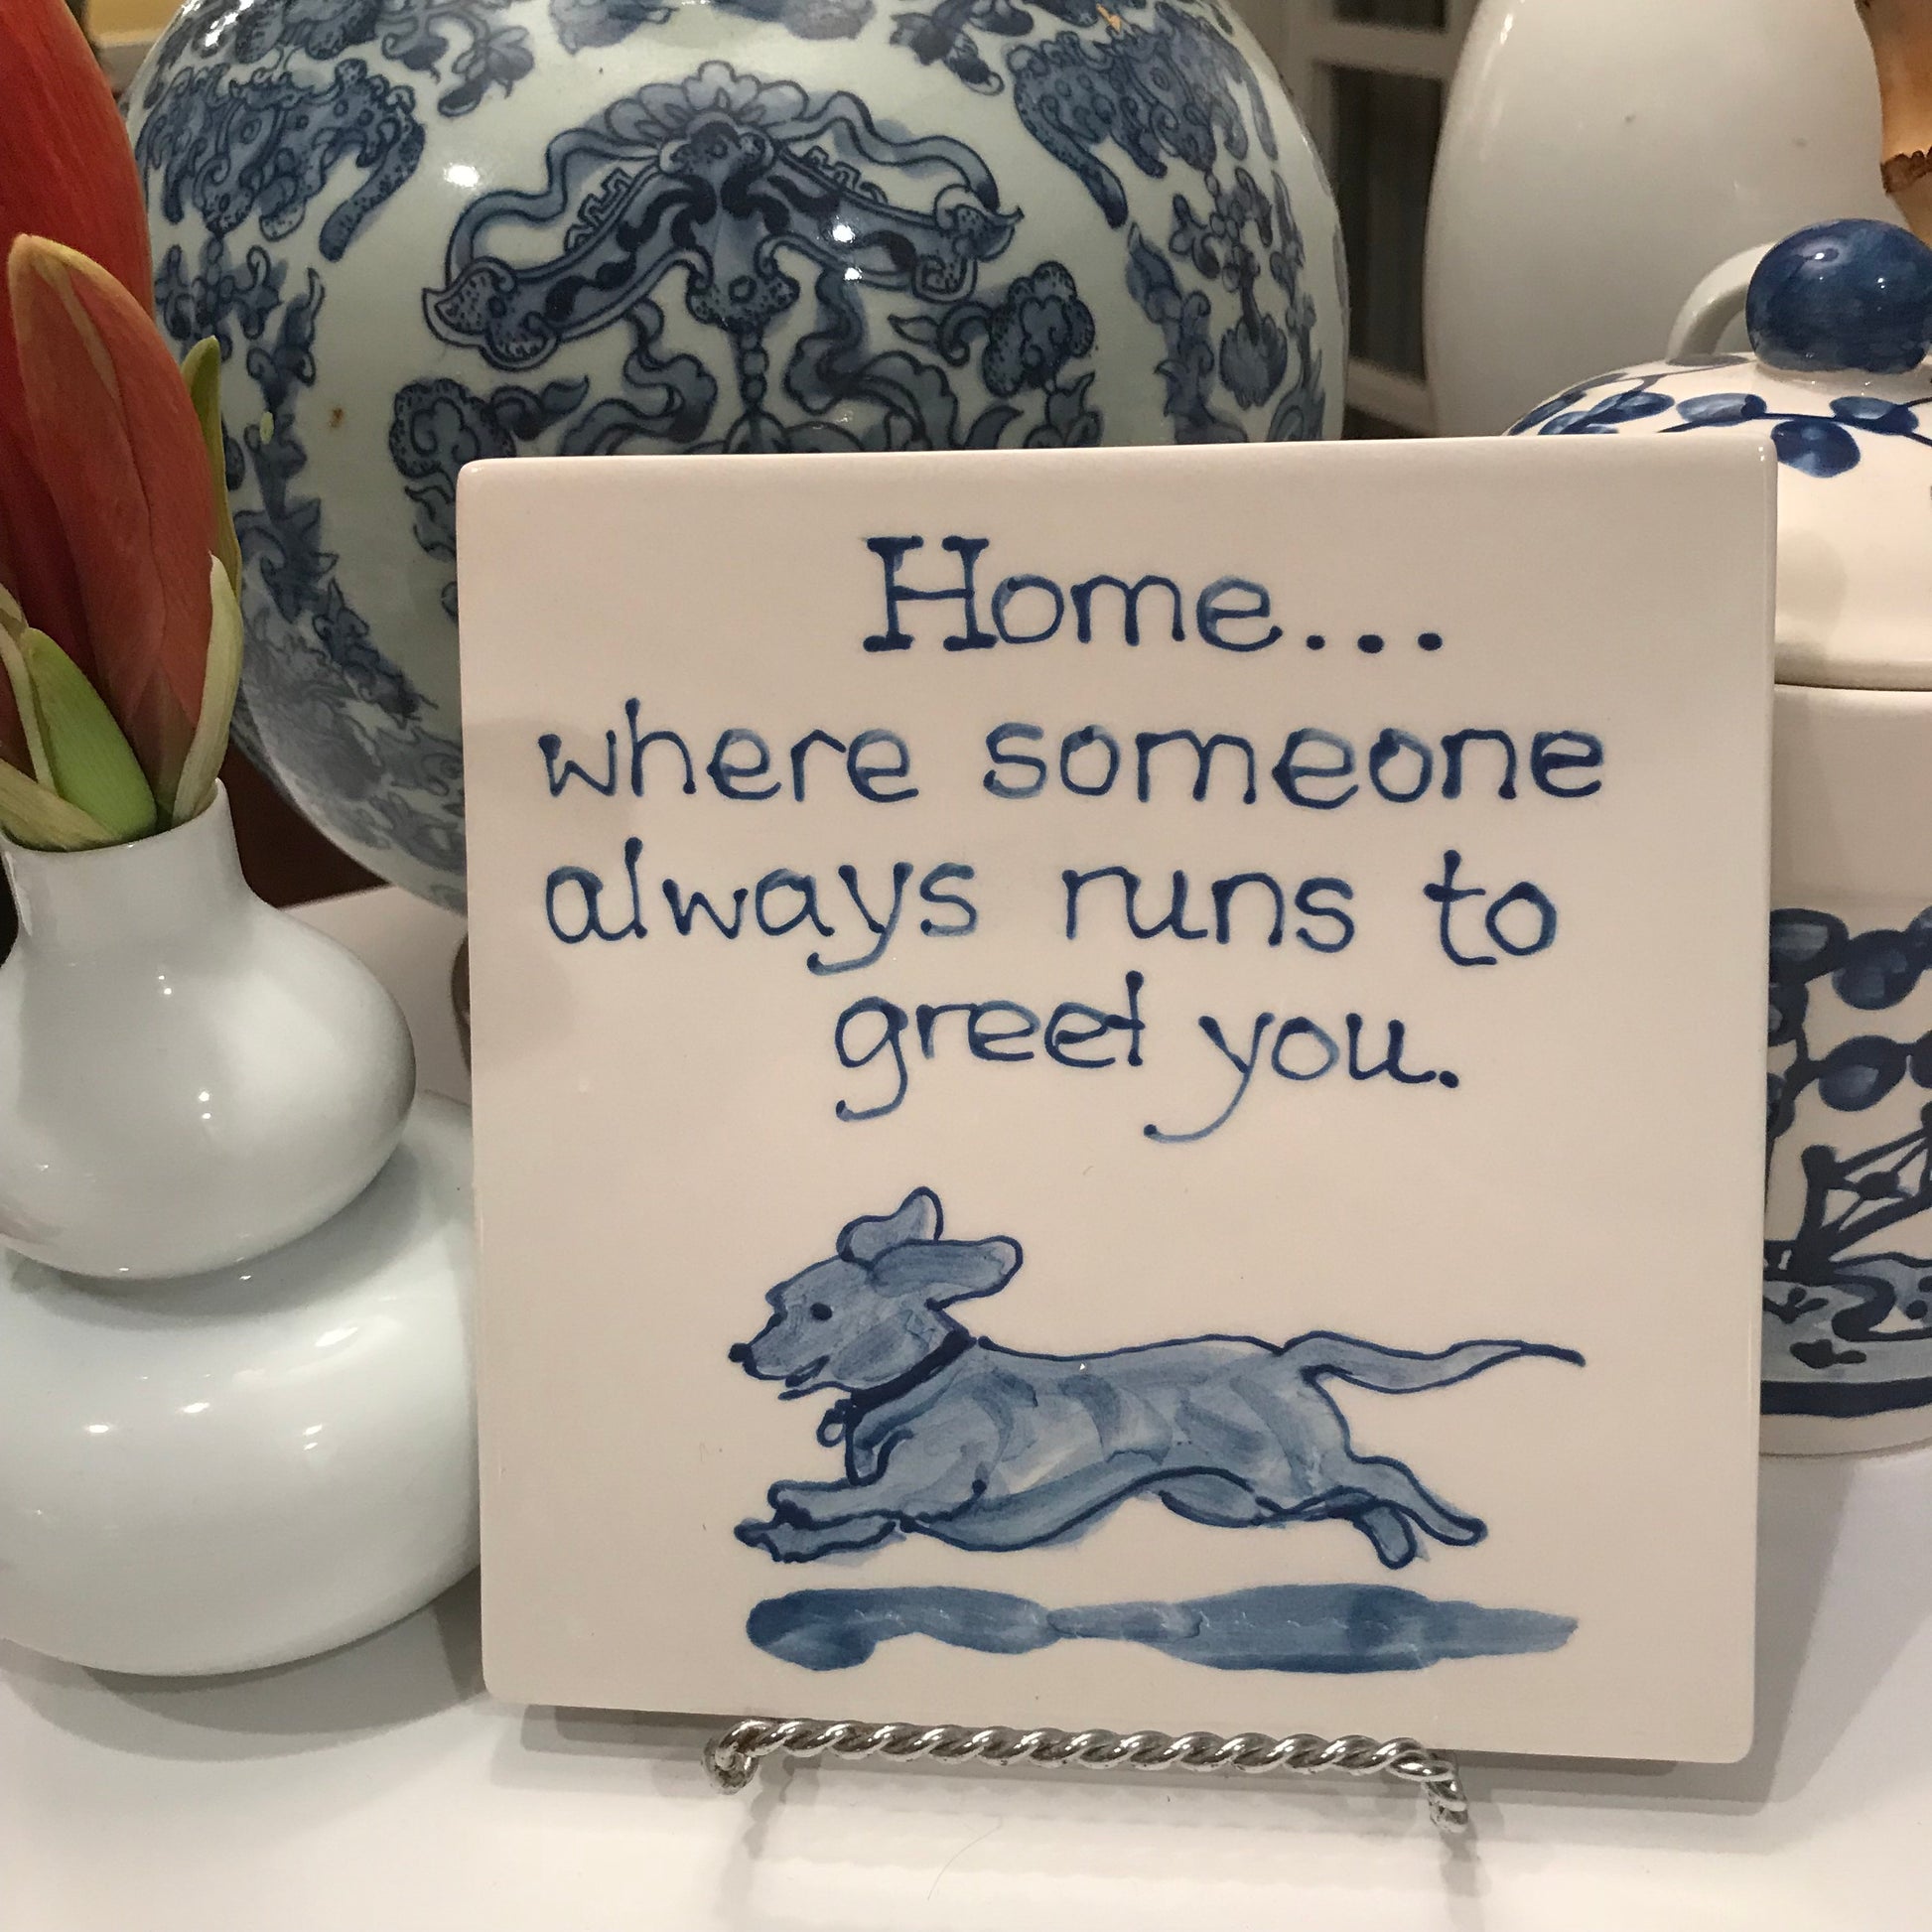 Home...
where someone
always runs to
greet you.